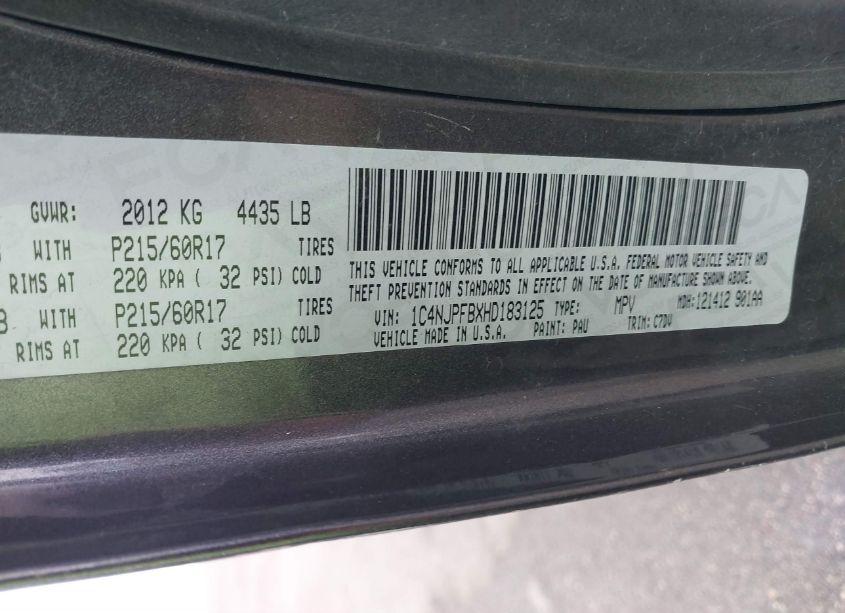 GVWR: 2012 KG 4435 LB
WITH P215/60R17 TIRES
RIMS AT 220 KPA ( 32 PSI) COLD
WITH P215/60R17 TIRES
RIMS AT 220 KPA ( 32 PSI) COLD
THIS VEHICLE CONFORMS TO ALL APPLICABLE U.S.A. FEDERAL MOTOR VEHICLE SAFETY AND
THEFT PREVENTION STANDARDS IN EFFECT ON THE DATE OF MANUFACTURE SHOWN ABOVE.
VIN: 1C4NJPFBXHD183125 TYPE: MPV MDH:121412 901AA
VEHICLE MADE IN U.S.A. PAINT: PAU TRIM: C7DV